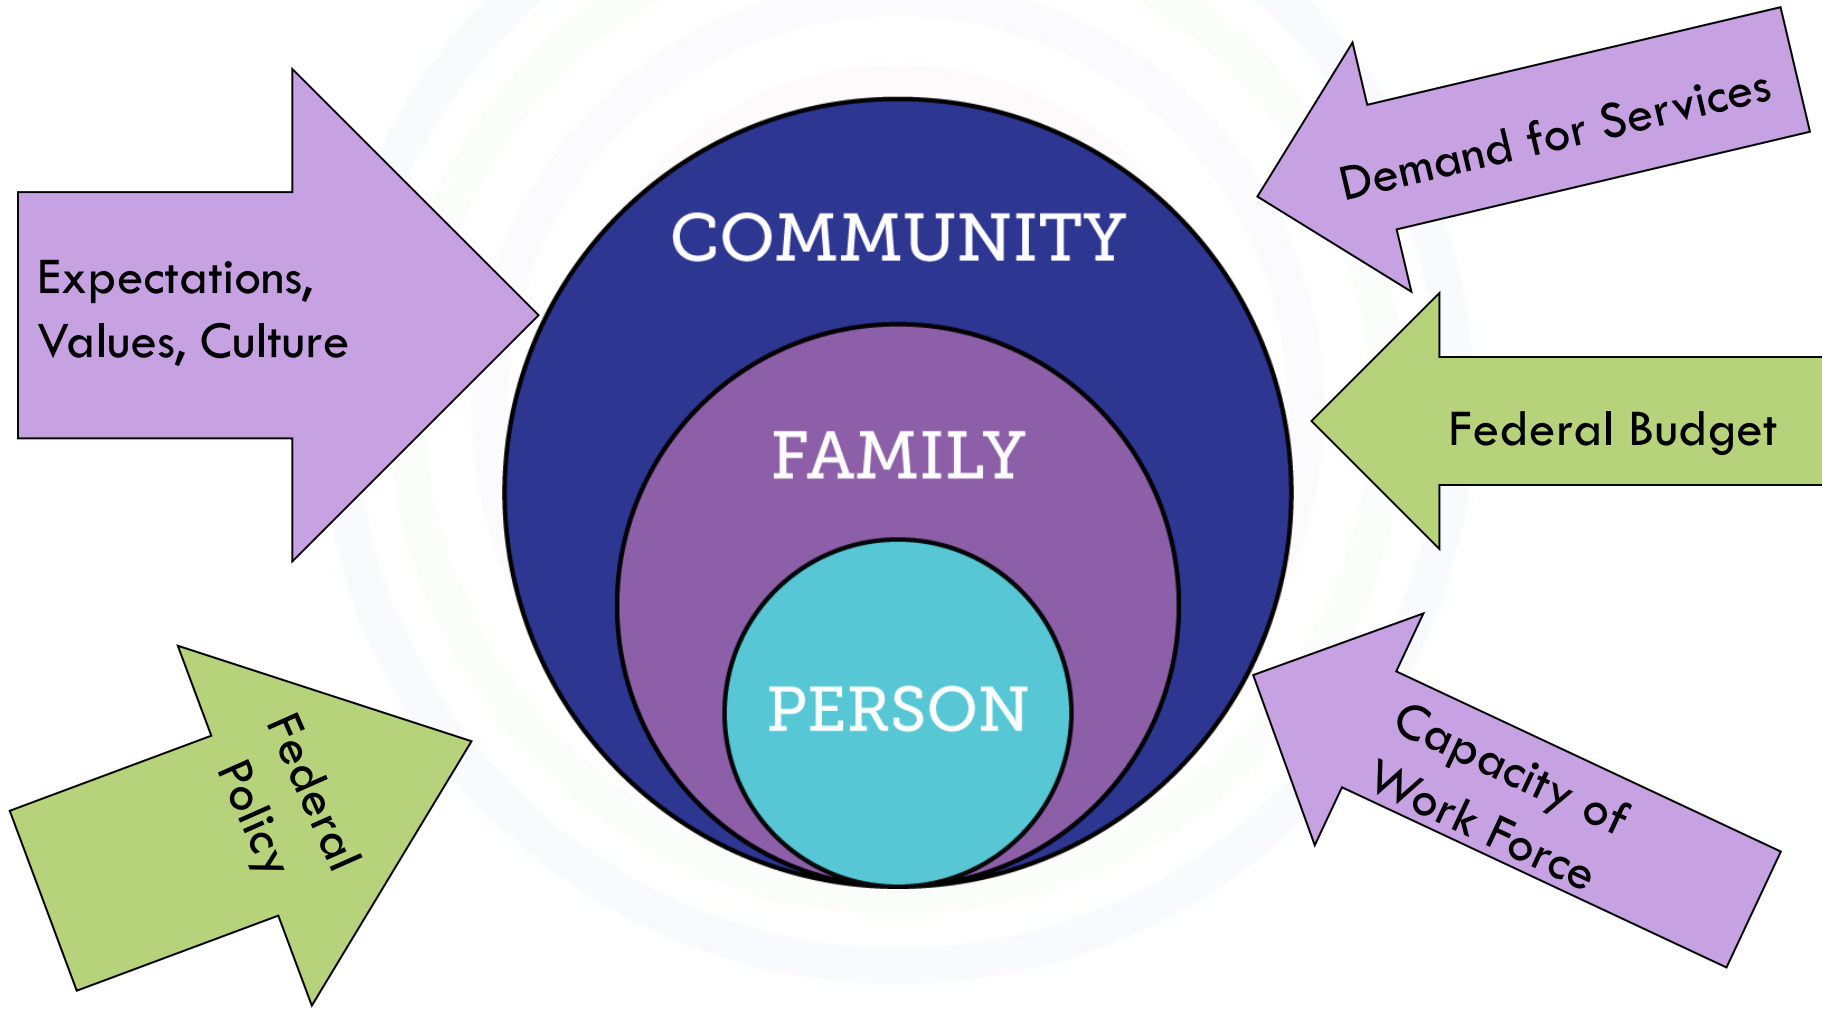 Expectations,
Values, Culture
Federal
Policy
COMMUNITY
FAMILY
PERSON
Demand for Services
Federal Budget
Capacity of
Work Force